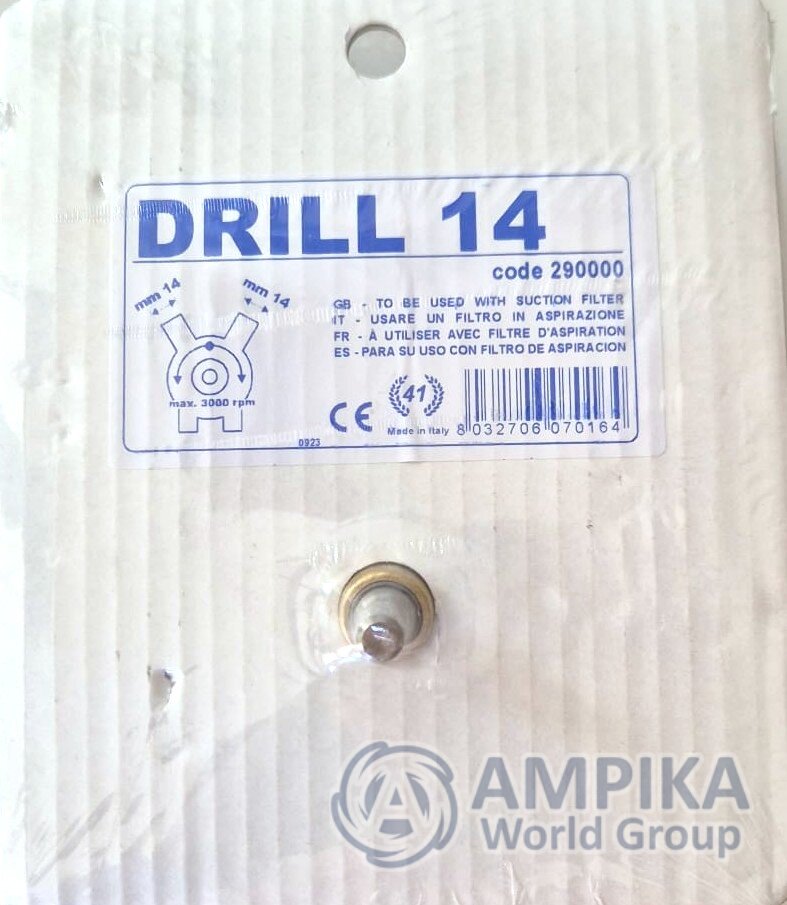 DRILL 14
code 290000
mm 14
mm 14
max. 3000 rpm
GB - TO BE USED WITH SUCTION FILTER
IT - USARE UN FILTRO IN ASPIRAZIONE
FR - À UTILISER AVEC FILTRE D'ASPIRATION
ES - PARA SU USO CON FILTRO DE ASPIRACION
CE
41
Made in Italy
8 032706 070164
0923
AMPIKA
World Group